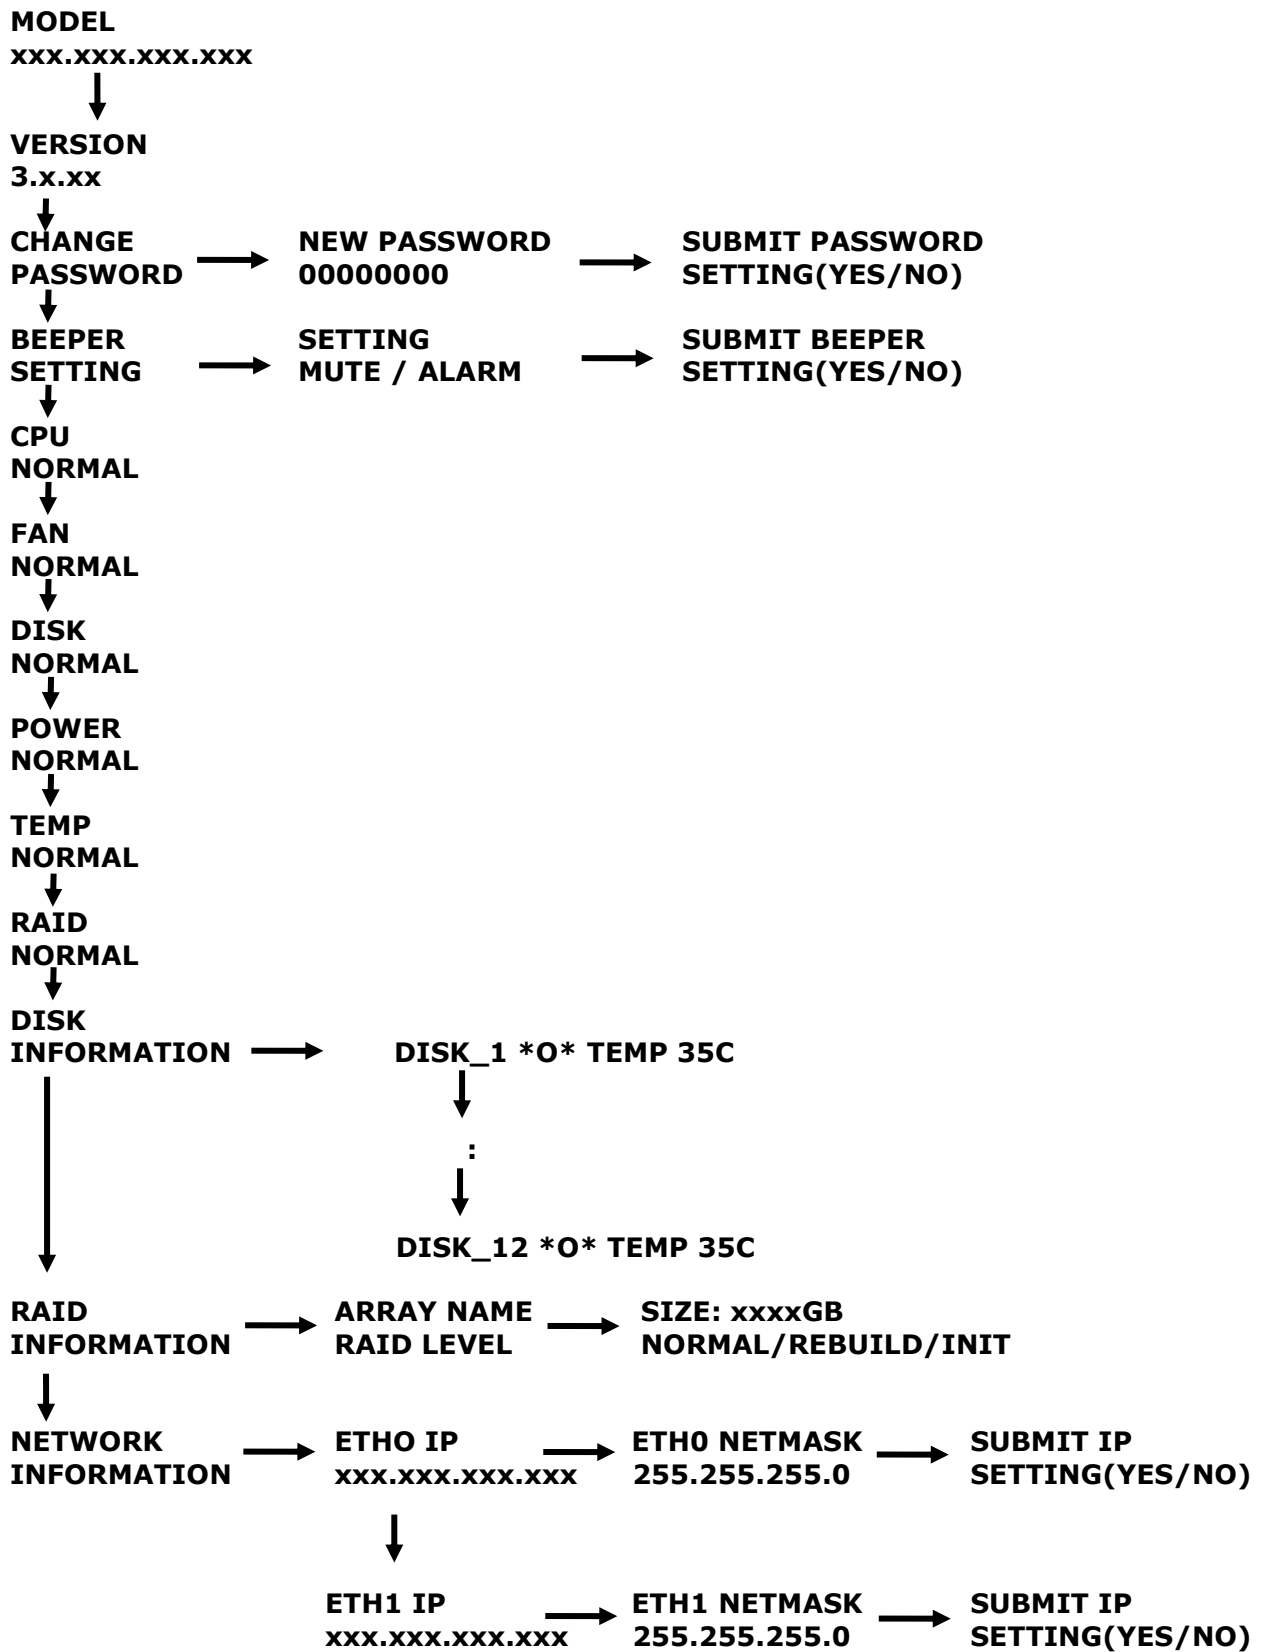 MODEL
xxx.xxx.xxx.xxx
VERSION
3.x.xx
CHANGE
PASSWORD
NEW PASSWORD
00000000
SUBMIT PASSWORD
SETTING(YES/NO)
BEEPER
SETTING
SETTING
MUTE / ALARM
SUBMIT BEEPER
SETTING(YES/NO)
CPU
NORMAL
FAN
NORMAL
DISK
NORMAL
POWER
NORMAL
TEMP
NORMAL
RAID
NORMAL
DISK
INFORMATION
DISK_1 *O* TEMP 35C
:
DISK_12 *O* TEMP 35C
RAID
INFORMATION
ARRAY NAME
RAID LEVEL
SIZE: xxxxGB
NORMAL/REBUILD/INIT
NETWORK
INFORMATION
ETHO IP
xxx.xxx.xxx.xxx
ETH0 NETMASK
255.255.255.0
SUBMIT IP
SETTING(YES/NO)
ETH1 IP
xxx.xxx.xxx.xxx
ETH1 NETMASK
255.255.255.0
SUBMIT IP
SETTING(YES/NO)